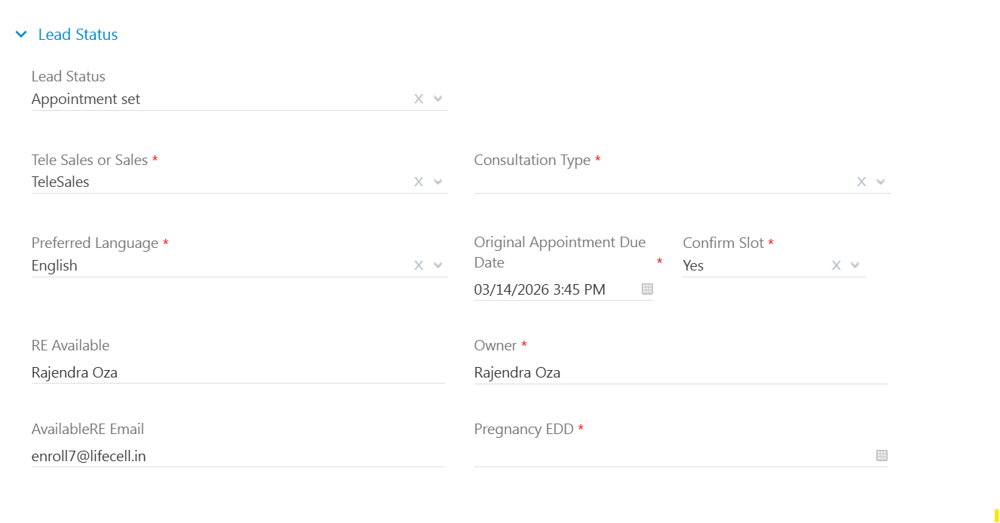 Lead Status
Lead Status
Appointment set
X
Tele Sales or Sales *
Consultation Type *
TeleSales
X
X
Preferred Language *
Original Appointment Due
Date *
Confirm Slot *
English
X
Yes
X
03/14/2026 3:45 PM
RE Available
Owner *
Rajendra Oza
Rajendra Oza
AvailableRE Email
Pregnancy EDD *
enroll7@lifecell.in